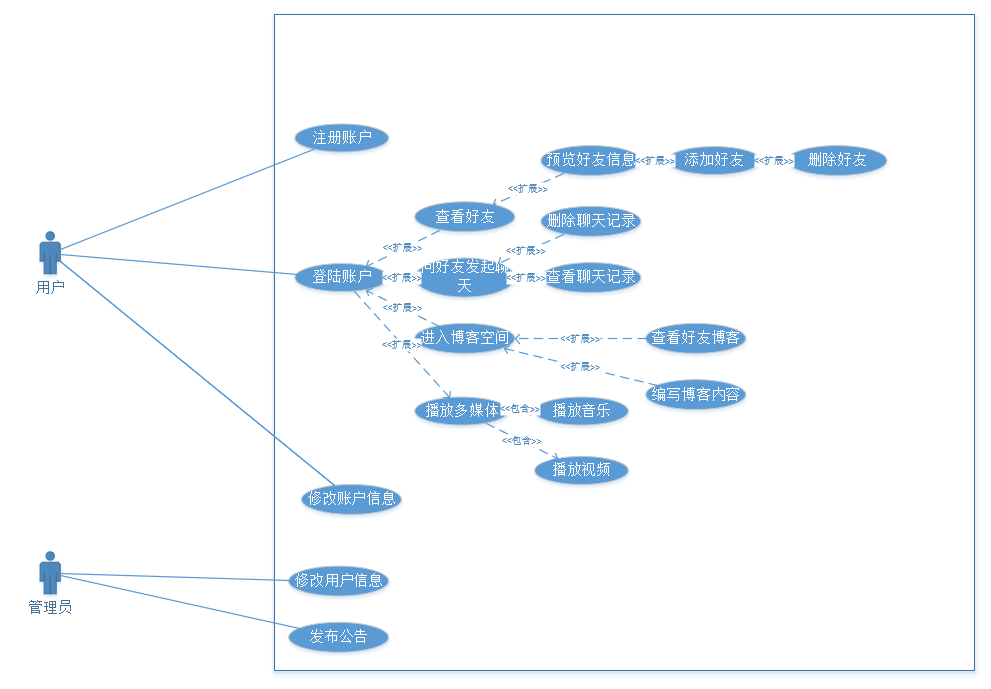 注册账户
预览好友信息
<<扩展>>
添加好友
<<扩展>>
删除好友
<<扩展>>
查看好友
删除聊天记录
<<扩展>>
<<扩展>>
登陆账户
<<扩展>>
向好友发起聊
天
<<扩展>>
查看聊天记录
用户
<<扩展>>
进入博客空间
<<扩展>>
查看好友博客
<<扩展>>
<<扩展>>
编写博客内容
播放多媒体
<<包含>>
播放音乐
<<包含>>
播放视频
修改账户信息
修改用户信息
管理员
发布公告